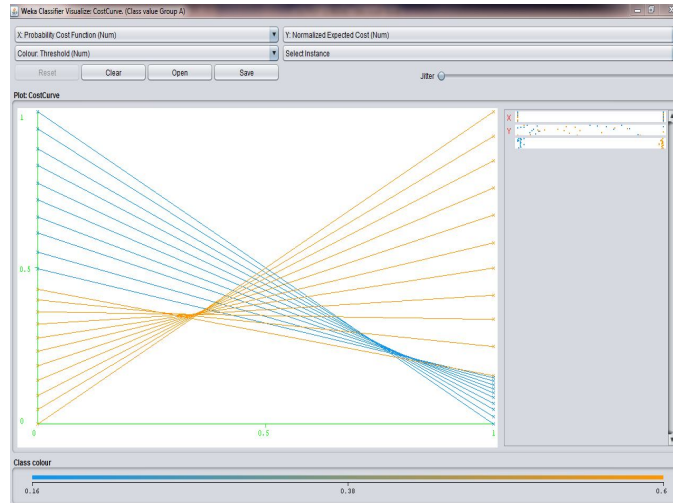 Weka Classifier Visualize: CostCurve. (Class value Group A)
X: Probability Cost Function (Num)
Y: Normalized Expected Cost (Num)
Colour: Threshold (Num)
Select Instance
Reset
Clear
Open
Save
Jitter
Plot: CostCurve
1
0.5
0
0
0.5
1
X
Y
Class colour
0.16
0.38
0.6